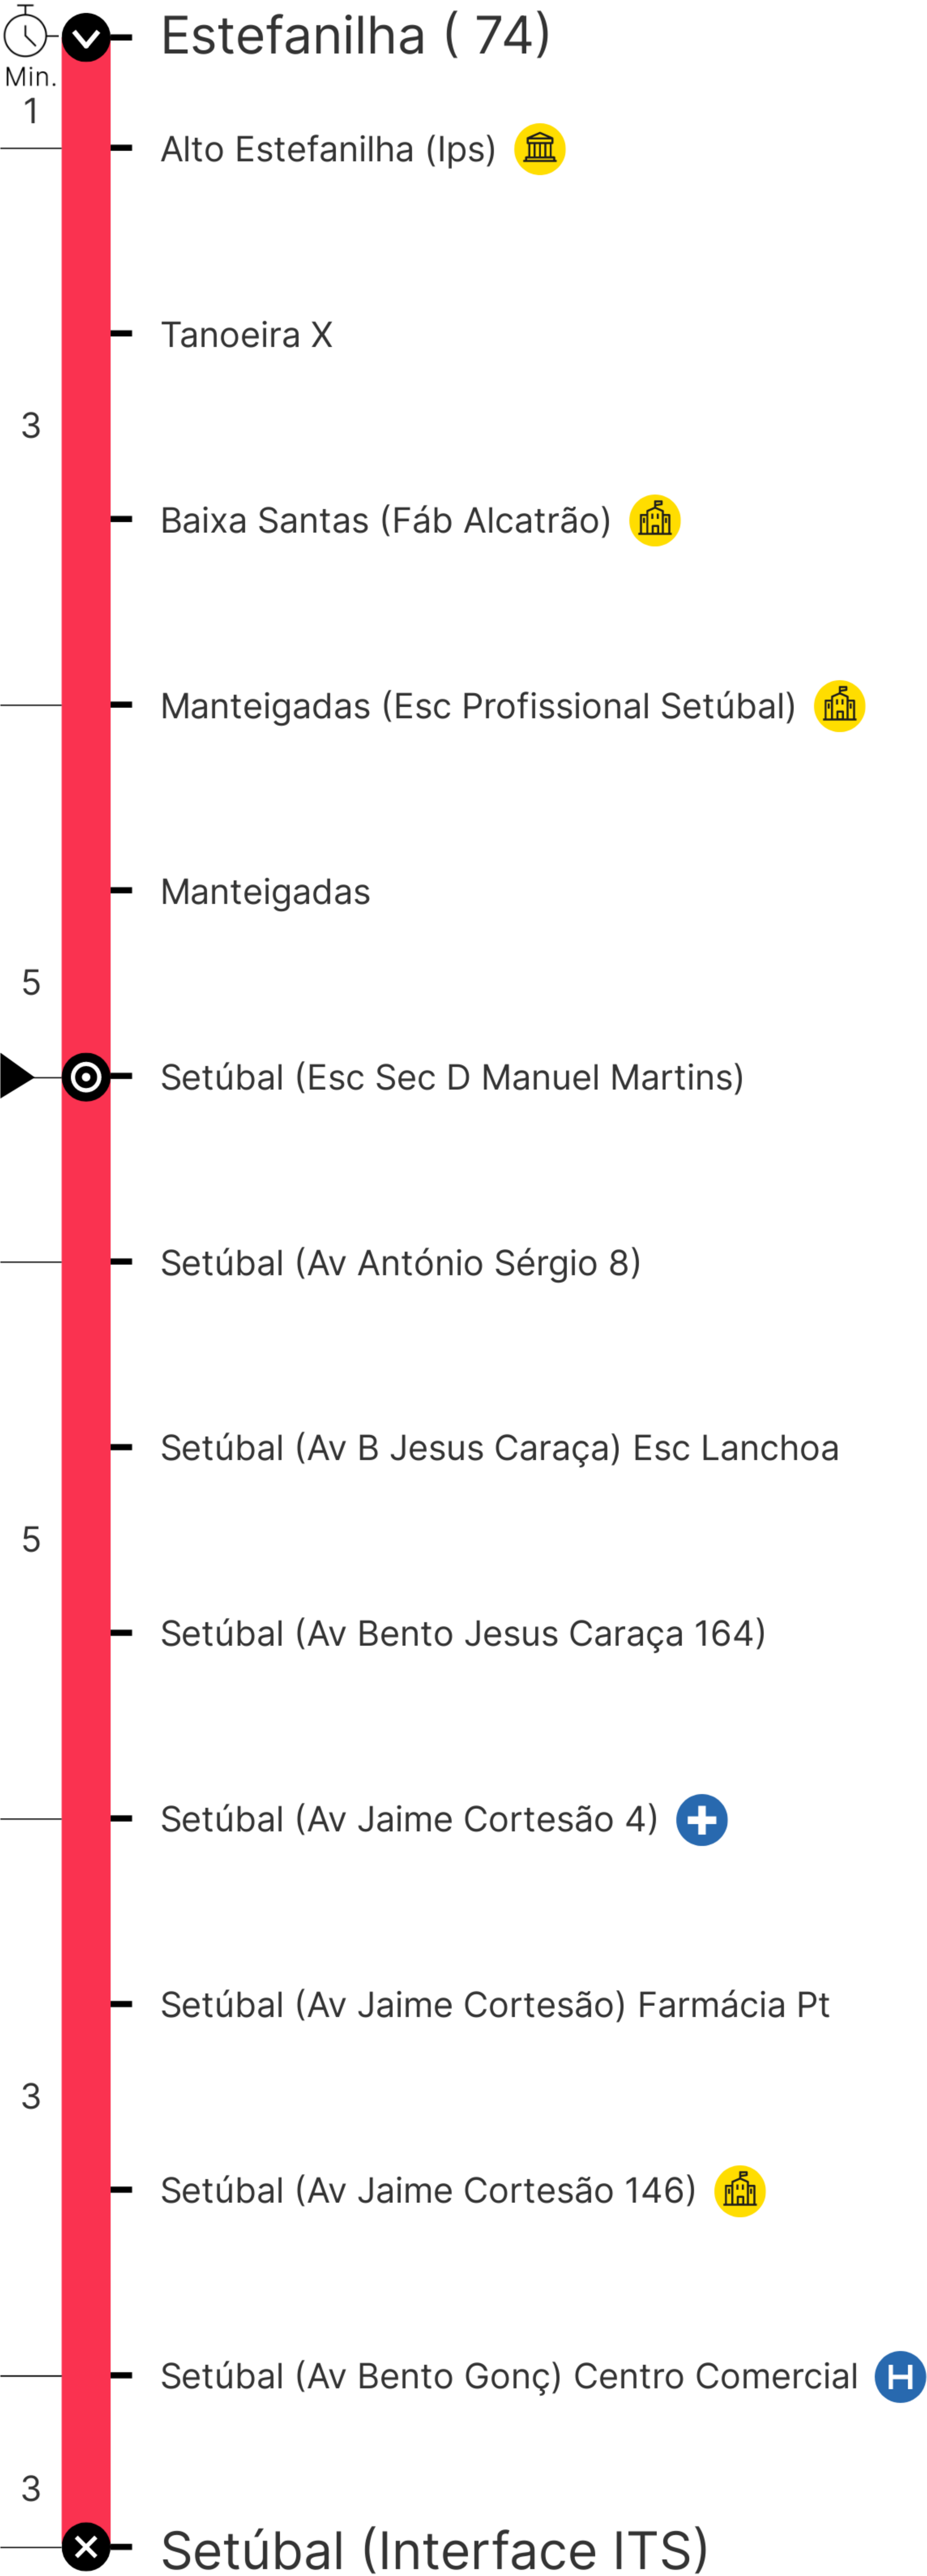 Estefanilha ( 74)
Min.
1
Alto Estefanilha (Ips)
Tanoeira X
3
Baixa Santas (Fáb Alcatrão)
Manteigadas (Esc Profissional Setúbal)
Manteigadas
5
Setúbal (Esc Sec D Manuel Martins)
Setúbal (Av António Sérgio 8)
Setúbal (Av B Jesus Caraça) Esc Lanchoa
5
Setúbal (Av Bento Jesus Caraça 164)
Setúbal (Av Jaime Cortesão 4)
Setúbal (Av Jaime Cortesão) Farmácia Pt
3
Setúbal (Av Jaime Cortesão 146)
Setúbal (Av Bento Gonç) Centro Comercial H
3
Setúbal (Interface ITS)